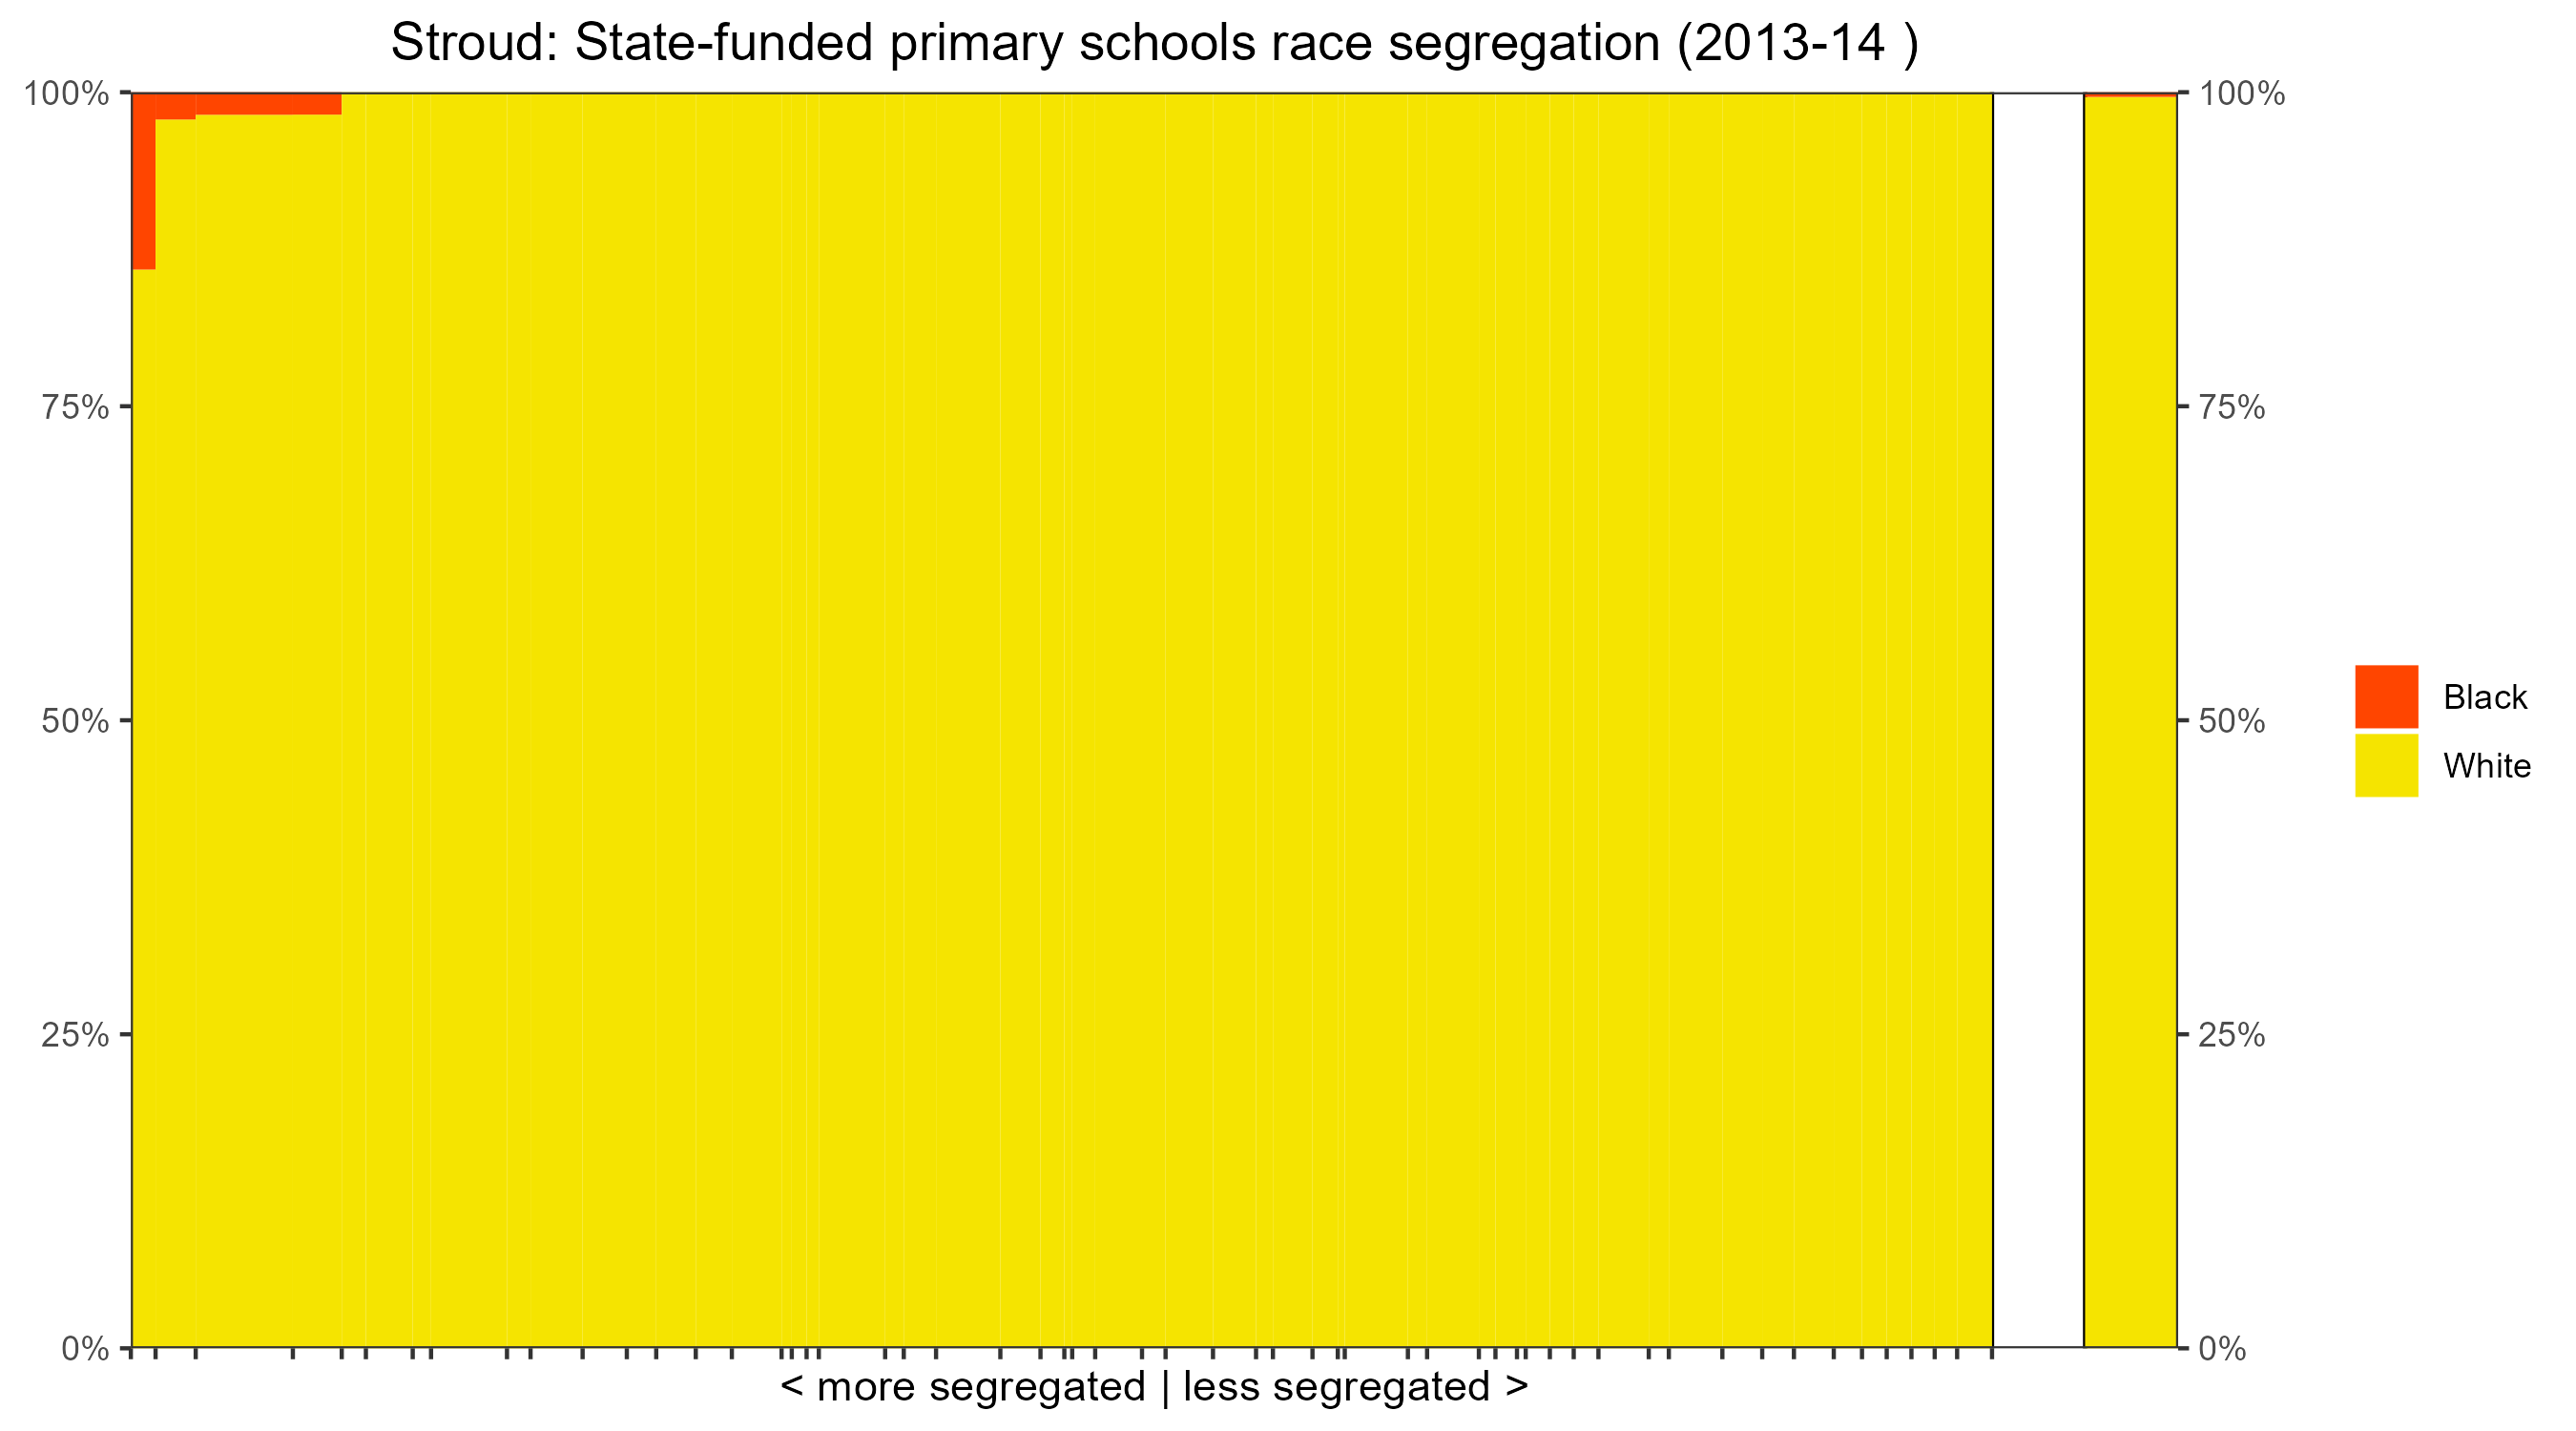 Stroud: State-funded primary schools race segregation (2013-14 )
100%
75%
50%
25%
0%
100%
75%
50%
25%
0%
Black
White
< more segregated | less segregated >